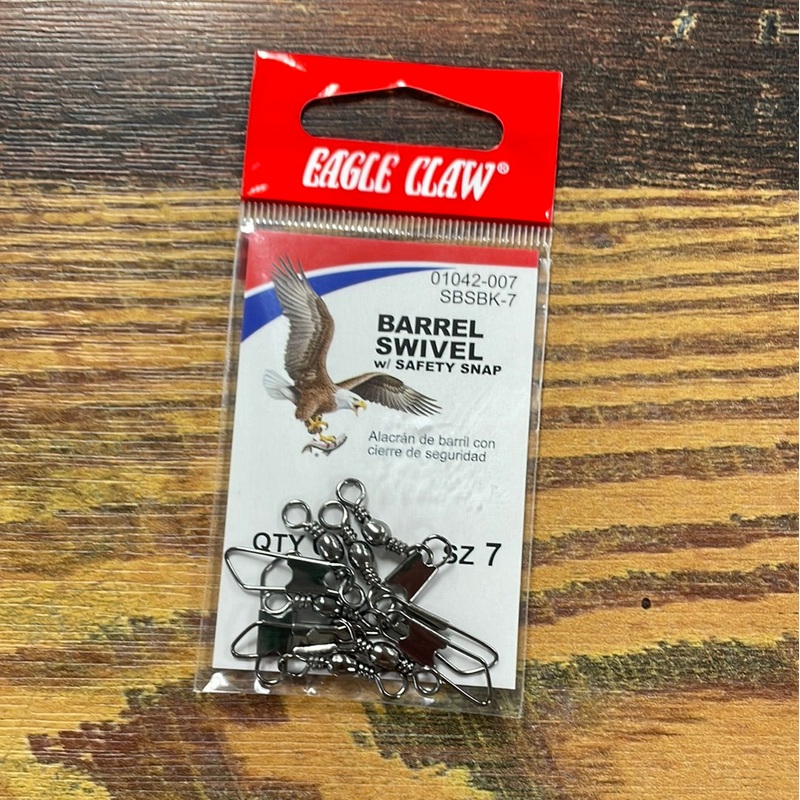 EAGLE CLAW®
01042-007
SBSBK-7
BARREL
SWIVEL
w/ SAFETY SNAP
Alacrán de barril con
cierre de seguridad
QTY
SZ 7